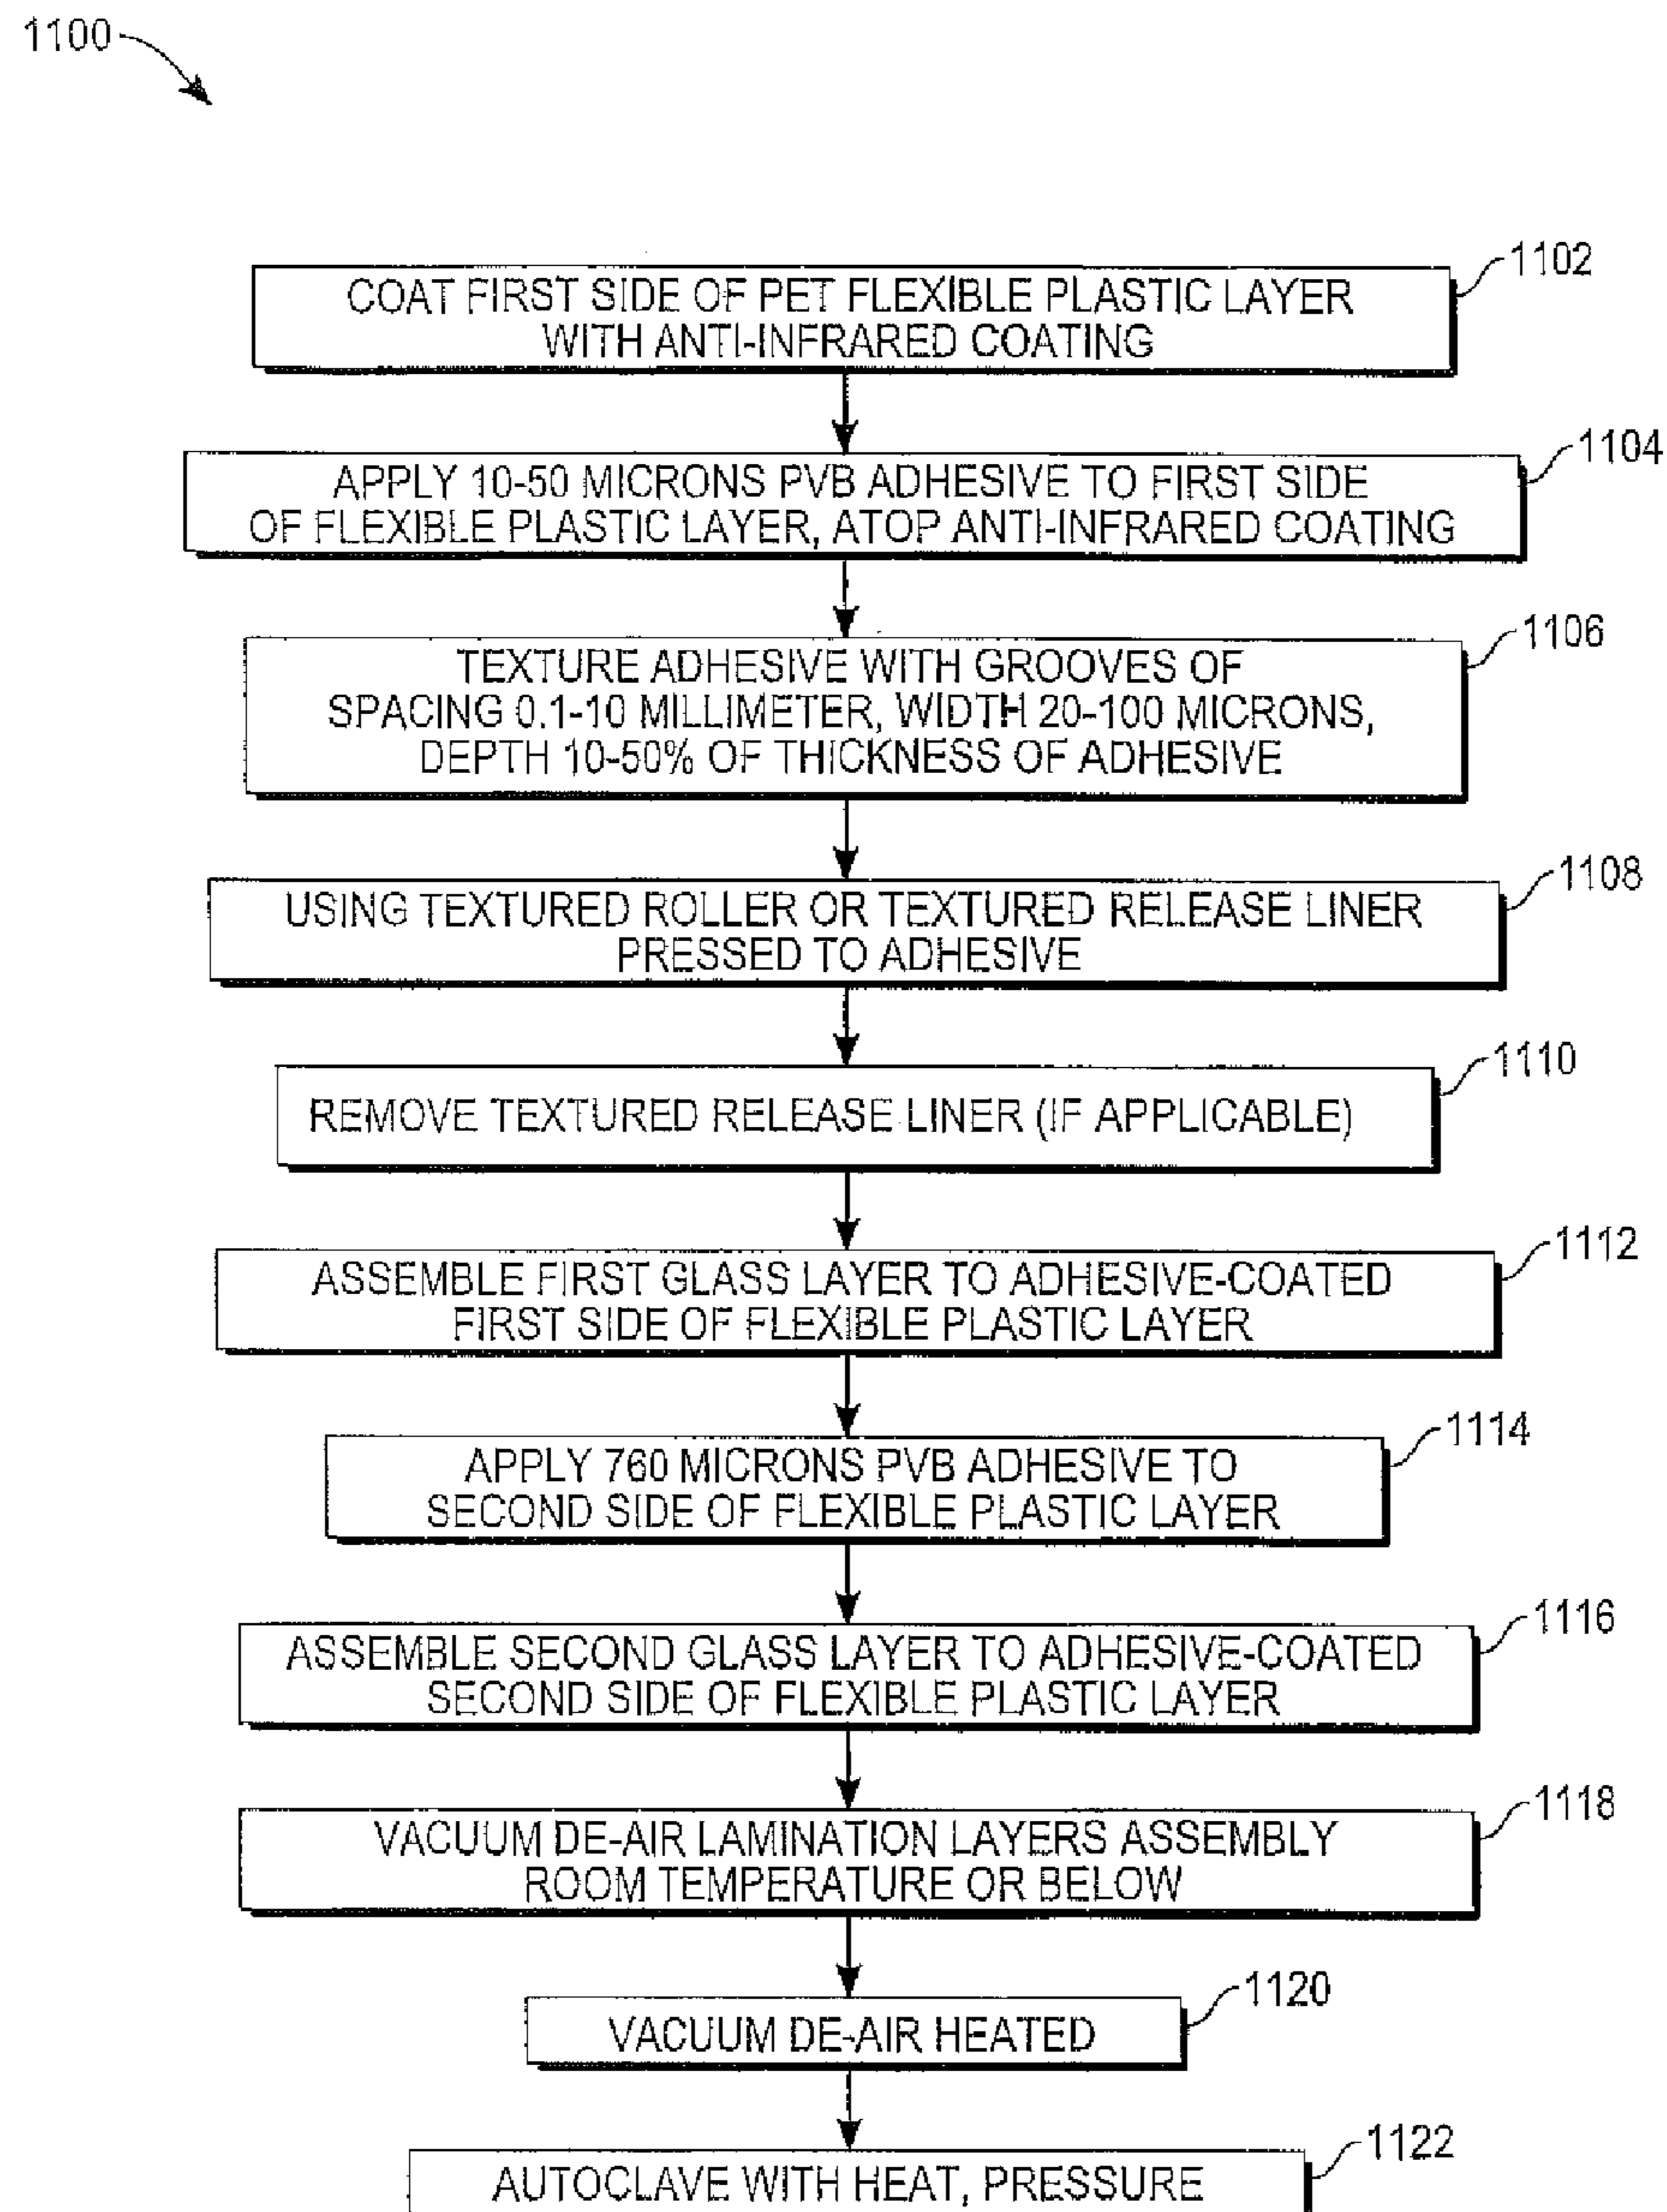 1100
1102
COAT FIRST SIDE OF PET FLEXIBLE PLASTIC LAYER
WITH ANTI-INFRARED COATING
1104
APPLY 10-50 MICRONS PVB ADHESIVE TO FIRST SIDE
OF FLEXIBLE PLASTIC LAYER, ATOP ANTI-INFRARED COATING
1106
TEXTURE ADHESIVE WITH GROOVES OF
SPACING 0.1-10 MILLIMETER, WIDTH 20-100 MICRONS,
DEPTH 10-50% OF THICKNESS OF ADHESIVE
1108
USING TEXTURED ROLLER OR TEXTURED RELEASE LINER
PRESSED TO ADHESIVE
1110
REMOVE TEXTURED RELEASE LINER (IF APPLICABLE)
1112
ASSEMBLE FIRST GLASS LAYER TO ADHESIVE-COATED
FIRST SIDE OF FLEXIBLE PLASTIC LAYER
1114
APPLY 760 MICRONS PVB ADHESIVE TO
SECOND SIDE OF FLEXIBLE PLASTIC LAYER
1116
ASSEMBLE SECOND GLASS LAYER TO ADHESIVE-COATED
SECOND SIDE OF FLEXIBLE PLASTIC LAYER
1118
VACUUM DE-AIR LAMINATION LAYERS ASSEMBLY
ROOM TEMPERATURE OR BELOW
1120
VACUUM DE-AIR HEATED
1122
AUTOCLAVE WITH HEAT, PRESSURE